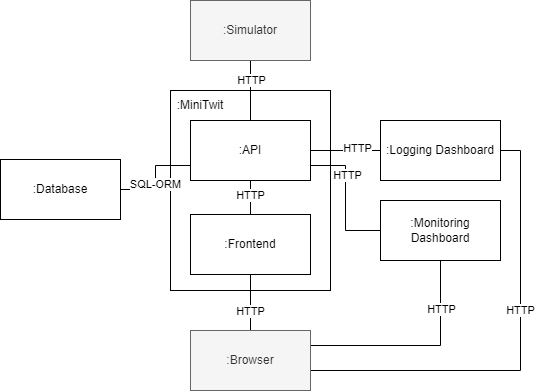 :Simulator
HTTP
:MiniTwit
:API
HTTP
:Logging Dashboard
HTTP
:Database
SQL-ORM
HTTP
:Frontend
:Monitoring
Dashboard
HTTP
HTTP
HTTP
:Browser